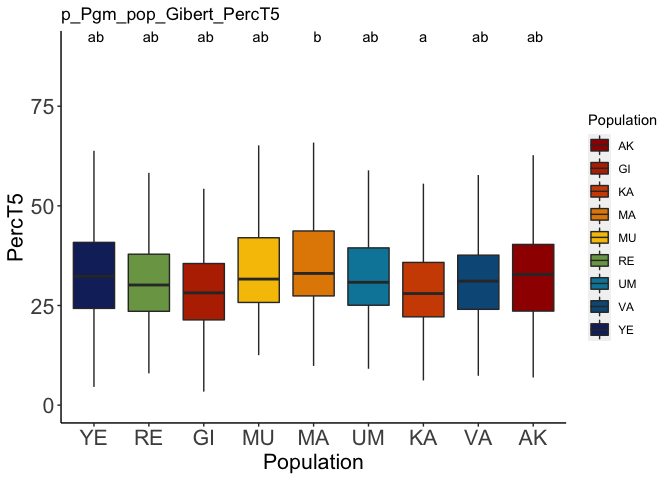 p_Pgm_pop_Gibert_PercT5
ab ab ab ab b ab a ab ab
75
50
25
0
PercT5
YE RE GI MU MA UM KA VA AK
Population
Population
AK
GI
KA
MA
MU
RE
UM
VA
YE